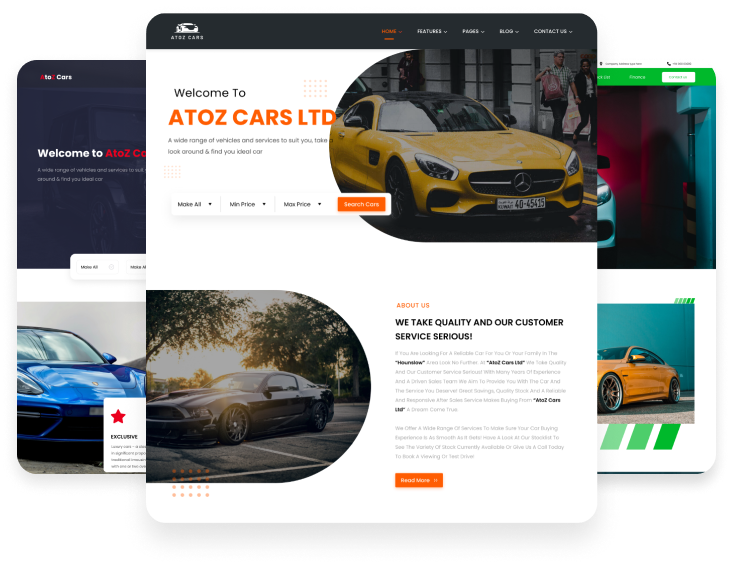 AtoZ Cars
Welcome to AtoZ
A wide range of vehicles and services to suit
around & find you ideal car
Make All
EXCLUSIVE
ATOZ CARS
HOME
FEATURES
PAGES
BLOG
CONTACT US
Welcome To
ATOZ CARS LTD
A wide range of vehicles and services to suit you, take
look around & find you ideal car
Make All
Min Price
Max Price
Search Cars
KUWAIT 40-45415
ABOUT US
WE TAKE QUALITY AND OUR CUSTOMER
SERVICE SERIOUS!
If You Are Looking For A Reliable Car For You Or Your Family In The
"Hounslow" Area Look No Further. At "AtoZ Cars Ltd" We Take Quality
And Our Customer Service Serious! With Many Years Of Experience
And A Driven Sales Team We Aim To Provide You With The Car And
The Service You Deserve! Great Savings, Quality Stock And A Reliable
And Responsive After Sales Service Makes Buying From "AtoZ Cars
Ltd" A Dream Come True.
We Offer A Wide Range Of Services To Make Sure Your Car Buying
Experience Is As Smooth As It Gets! Have A Look At Our Stocklist To
See The Variety Of Stock Currently Available Or Give Us A Call Today
To Book A Viewing Or Test Drive!
Read More
Finance
Contact us